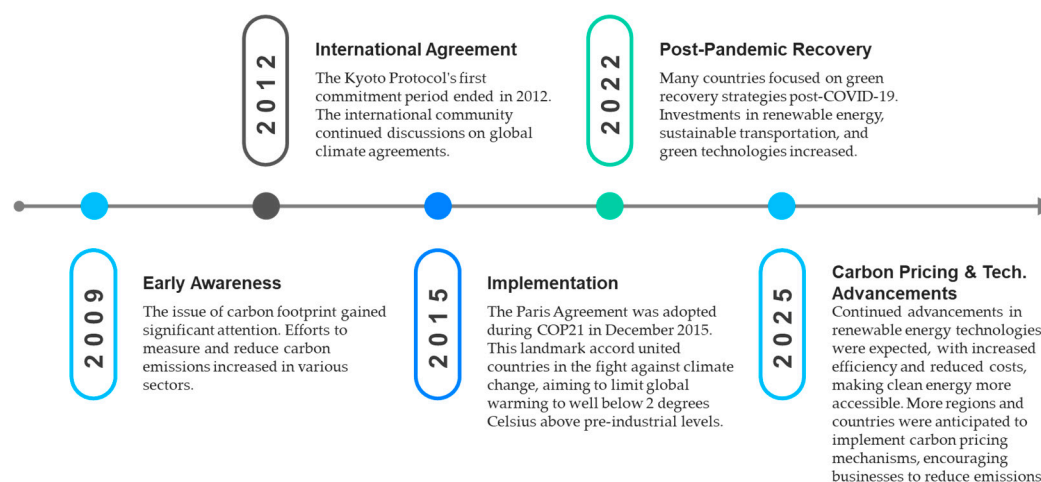 2012
International Agreement
The Kyoto Protocol's first
commitment period ended in 2012.
The international community
continued discussions on global
climate agreements.
2022
Post-Pandemic Recovery
Many countries focused on green
recovery strategies post-COVID-19.
Investments in renewable energy,
sustainable transportation, and
green technologies increased.
2009
Early Awareness
The issue of carbon footprint gained
significant attention. Efforts to
measure and reduce carbon
emissions increased in various
sectors.
2015
Implementation
The Paris Agreement was adopted
during COP21 in December 2015.
This landmark accord united
countries in the fight against climate
change, aiming to limit global
warming to well below 2 degrees
Celsius above pre-industrial levels.
2025
Carbon Pricing & Tech.
Advancements
Continued advancements in
renewable energy technologies
were expected, with increased
efficiency and reduced costs,
making clean energy more
accessible. More regions and
countries were anticipated to
implement carbon pricing
mechanisms, encouraging
businesses to reduce emissions